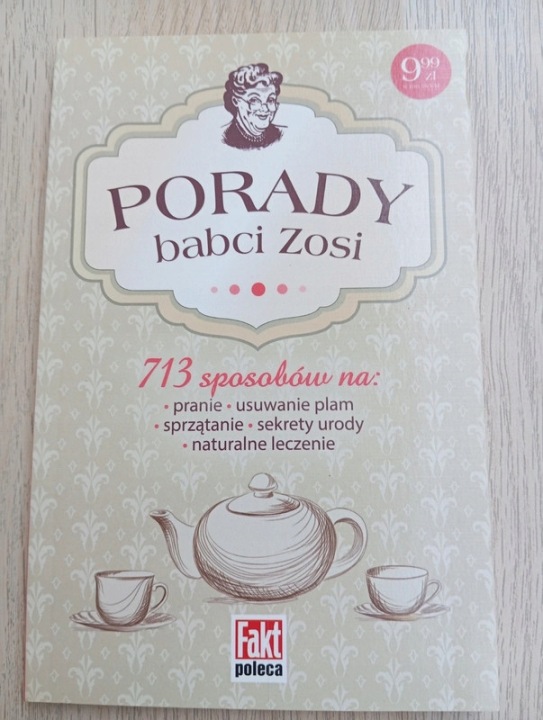 9,99
zł
PORADY
babci Zosi
713 sposobów na:
• pranie • usuwanie plam
• sprzątanie • sekrety urody
• naturalne leczenie
Fakt
poleca